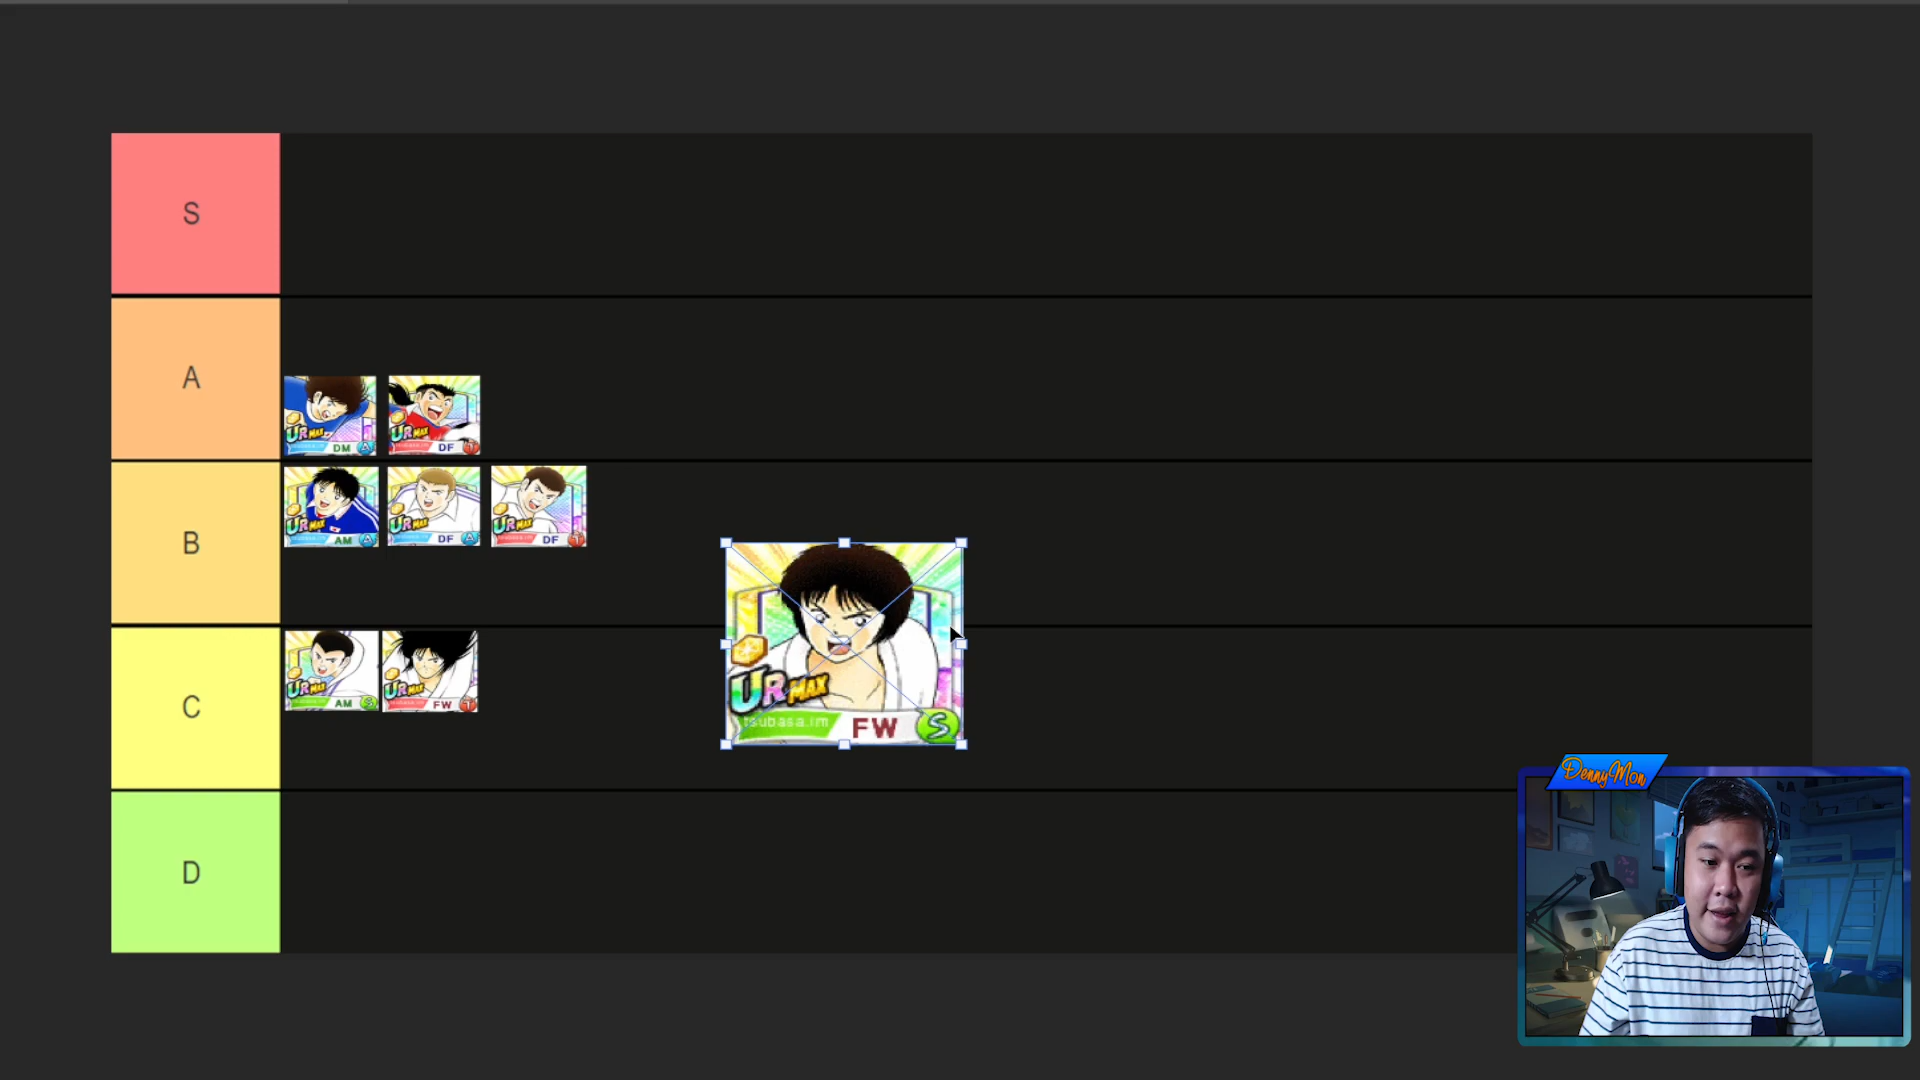 S
A
UR MAX DM A
UR MAX DF T
B
UR MAX AM A
UR MAX DF A
UR MAX DF T
C
UR MAX AM S
UR MAX FW T
UR MAX
tsubasa.im FW S
D
DennyMon